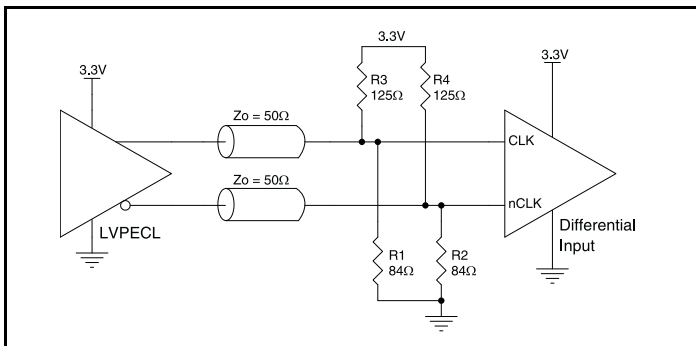 3.3V
3.3V
3.3V
R3
125Ω
R4
125Ω
Zo = 50Ω
CLK
Zo = 50Ω
nCLK
LVPECL
R1
84Ω
R2
84Ω
Differential
Input